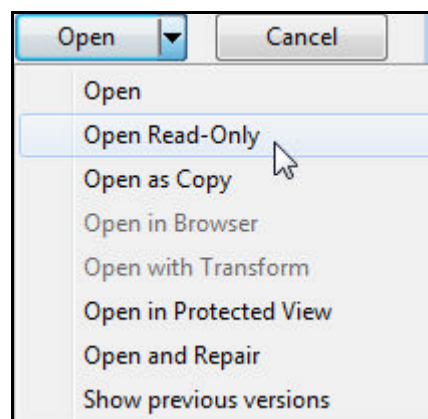 Open Cancel
Open
Open Read-Only
Open as Copy
Open in Browser
Open with Transform
Open in Protected View
Open and Repair
Show previous versions